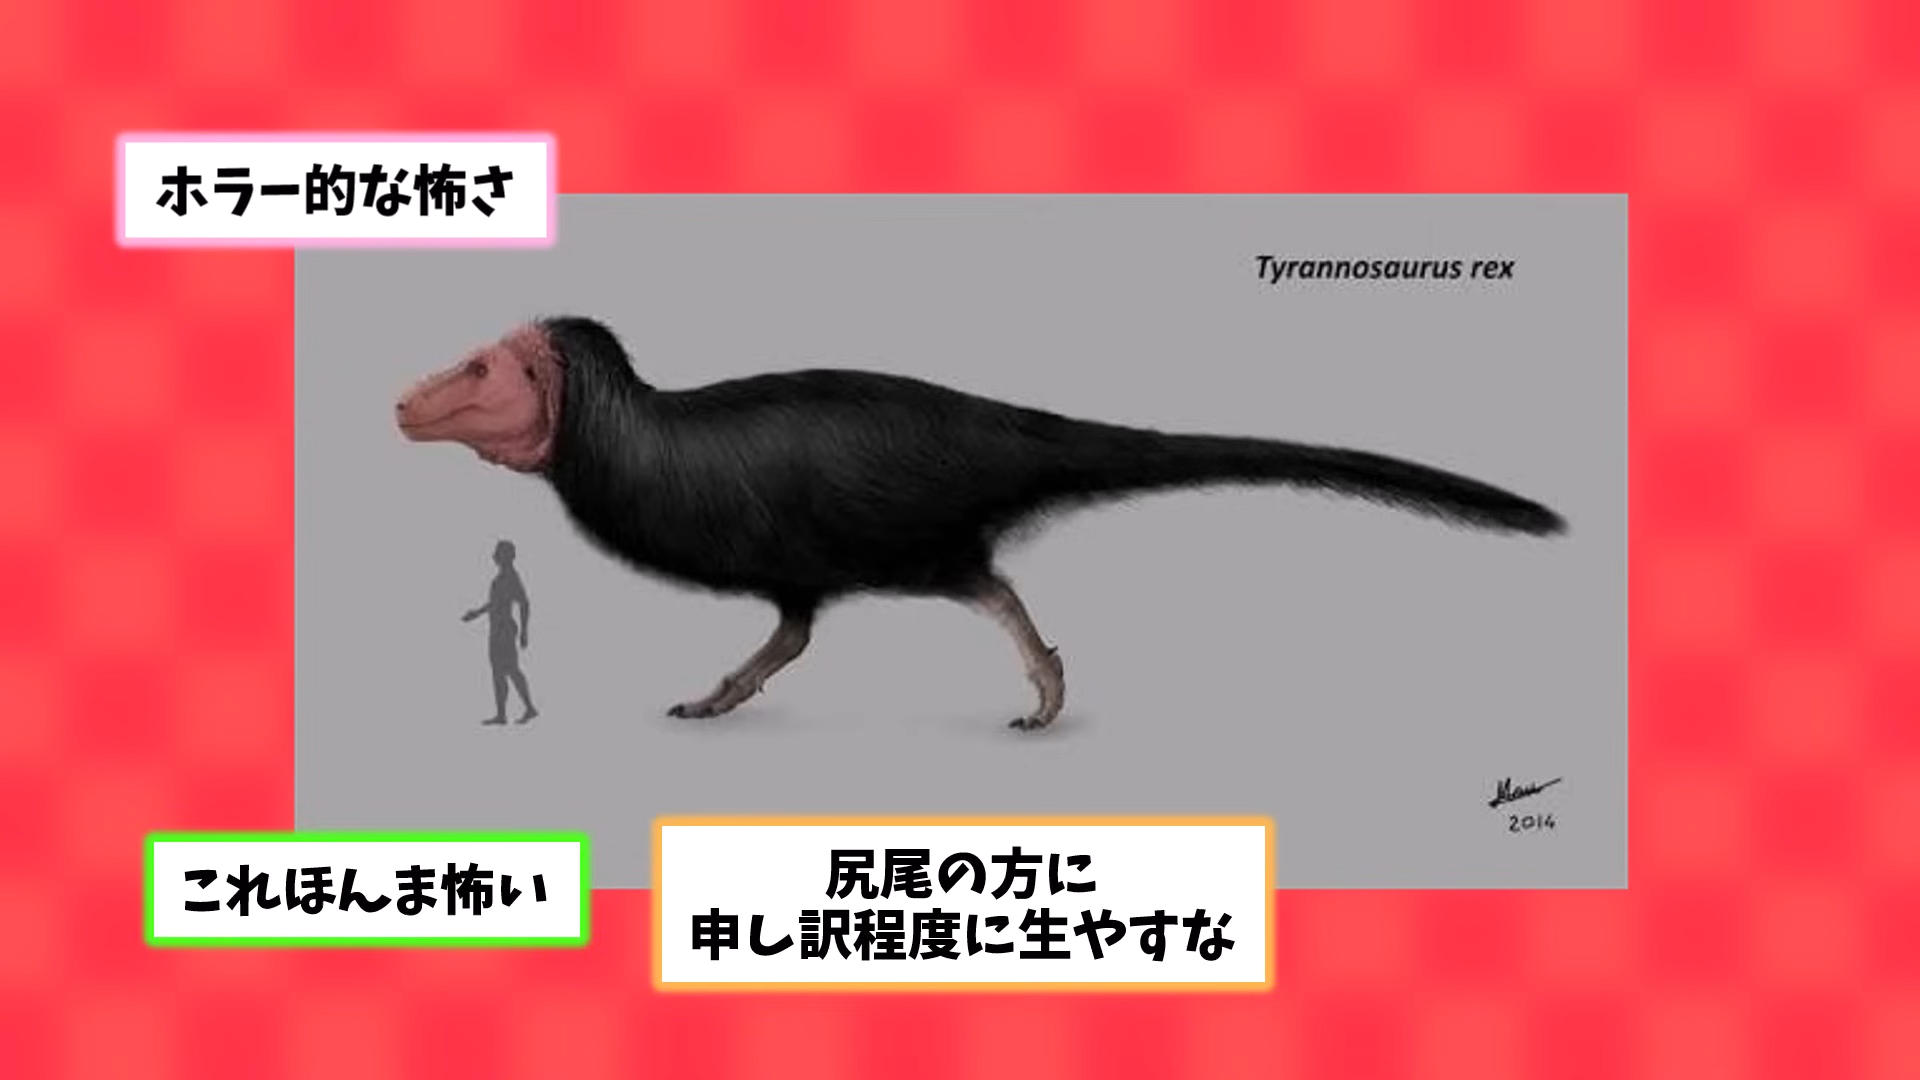 ホラー的な怖さ
Tyrannosaurus rex
2014
これほんま怖い
尻尾の方に
申し訳程度に生やすな